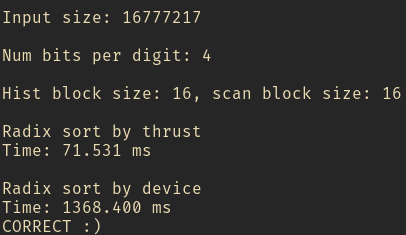 Input size: 16777217
Num bits per digit: 4
Hist block size: 16, scan block size: 16
Radix sort by thrust
Time: 71.531 ms
Radix sort by device
Time: 1368.400 ms
CORRECT :)